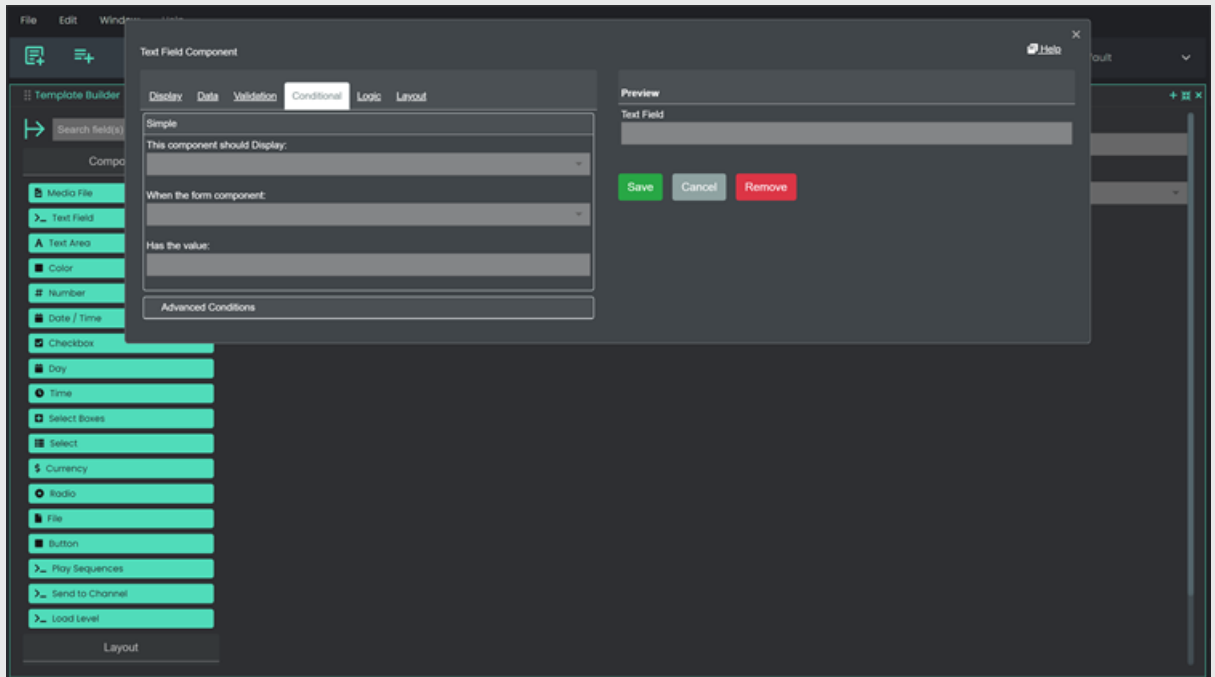 File Edit
Text Field Component
Help
Template Builder
Display Data Validation Conditional Logic Layout
Preview
Search field(s)
Simple
Text Field
This component should Display:
Media File
When the form component:
Save Cancel Remove
>_ Text Field
A Text Area
Has the value:
Color
# Number
Advanced Conditions
Date / Time
Checkbox
Day
Time
Select Boxes
Select
$ Currency
Radio
File
Button
>_ Play Sequences
>_ Send to Channel
>_ Load Level
Layout